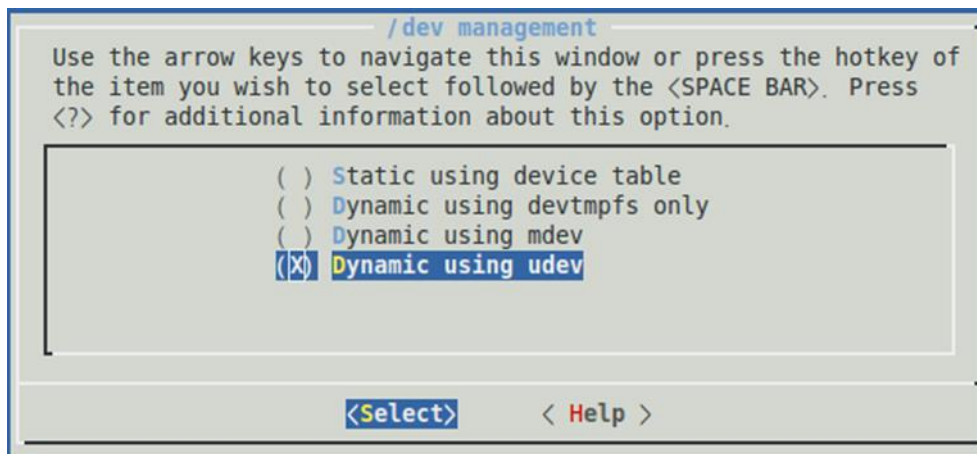 /dev management
Use the arrow keys to navigate this window or press the hotkey of
the item you wish to select followed by the <SPACE BAR>. Press
<?> for additional information about this option.
( ) Static using device table
( ) Dynamic using devtmpfs only
( ) Dynamic using mdev
(X) Dynamic using udev
<Select> < Help >